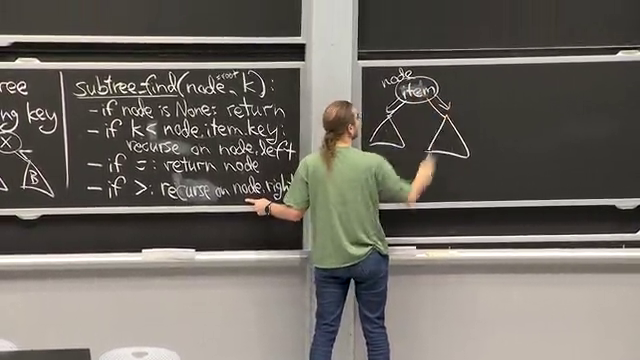 ree
ng key
X
B
subtree-find(node=root, k):
- if node is None: return
- if k < node.item.key:
recurse on node.left
- if =: return node
- if >: recurse on node.right
node
item